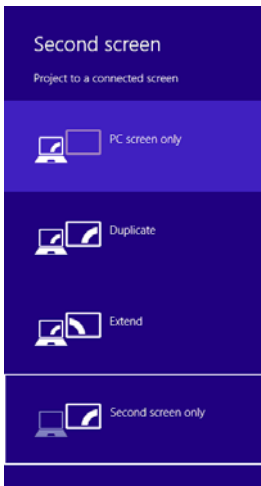 Second screen
Project to a connected screen
PC screen only
Duplicate
Extend
Second screen only